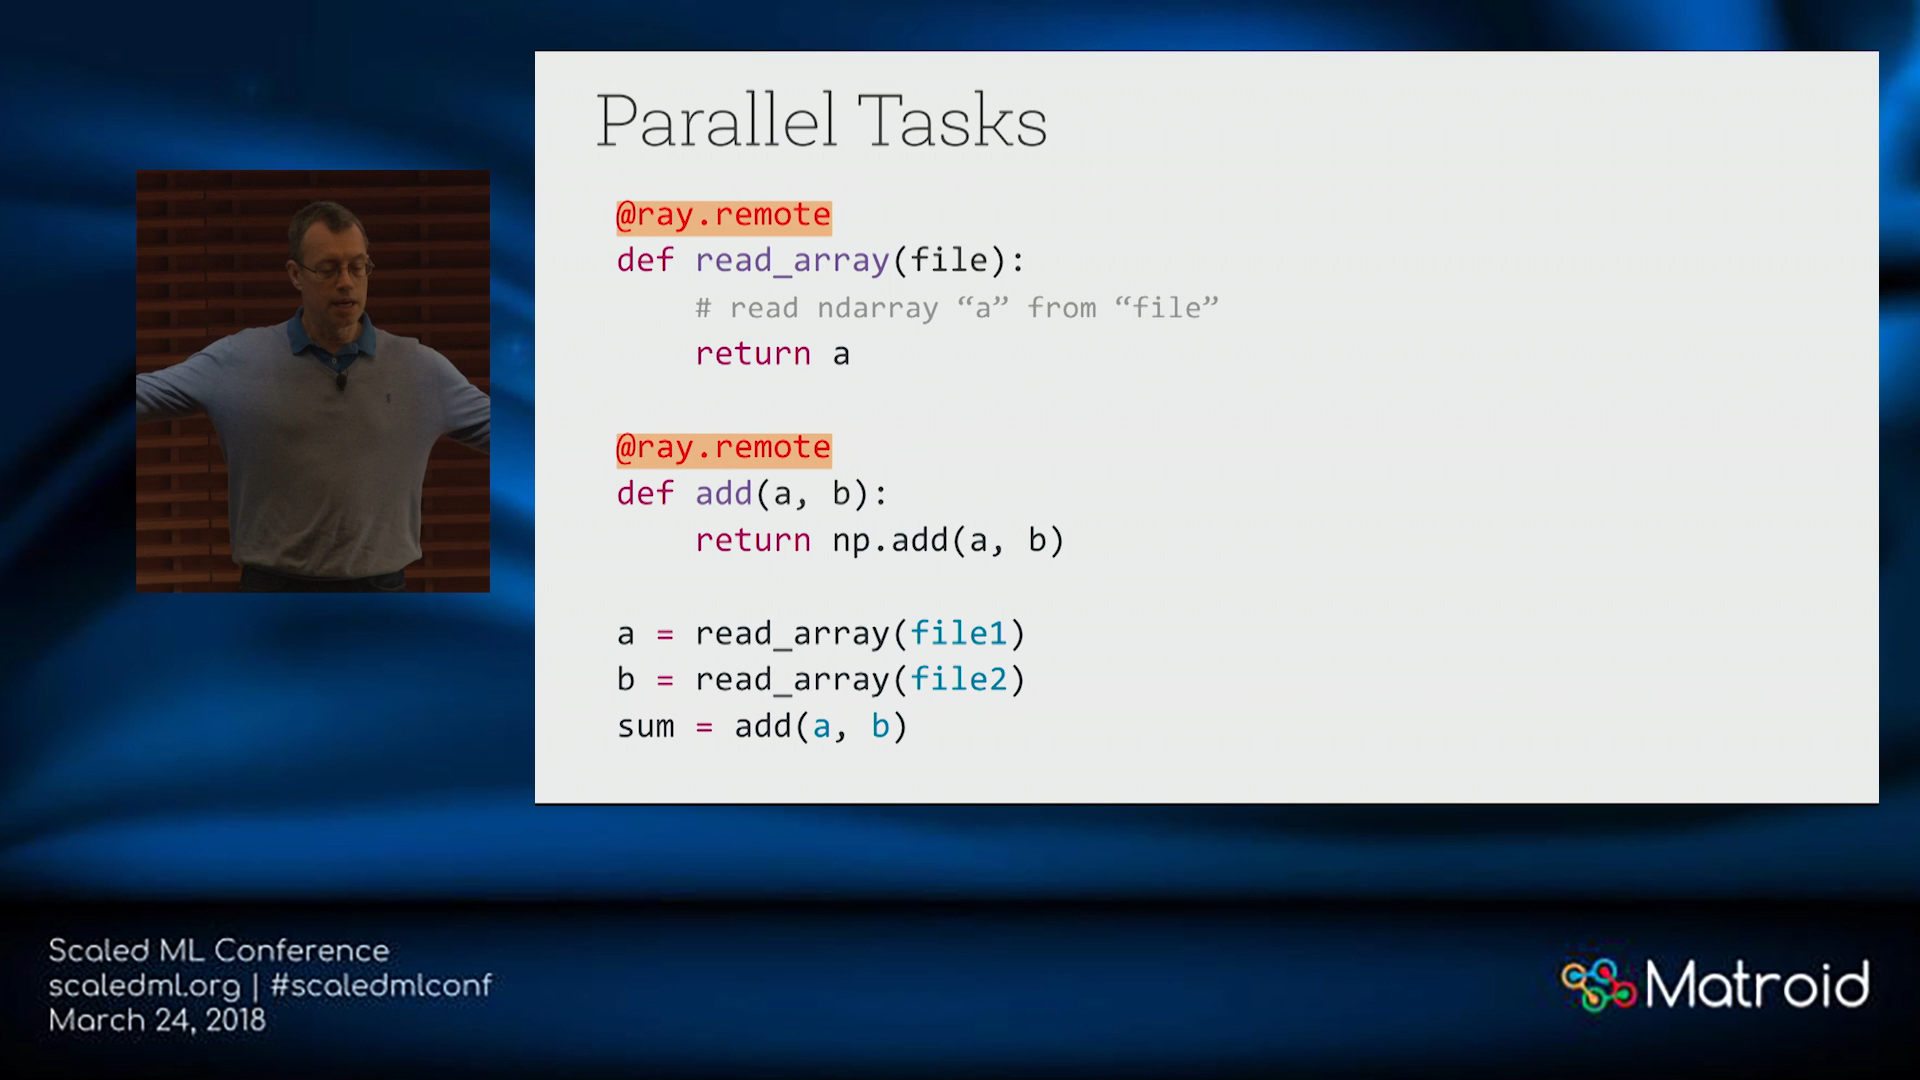 Parallel Tasks
@ray.remote
def read_array(file):
# read ndarray “a” from “file”
return a
@ray.remote
def add(a, b):
return np.add(a, b)
a = read_array(file1)
b = read_array(file2)
sum = add(a, b)
Scaled ML Conference
scaledml.org | #scaledmlconf
March 24, 2018
Matroid